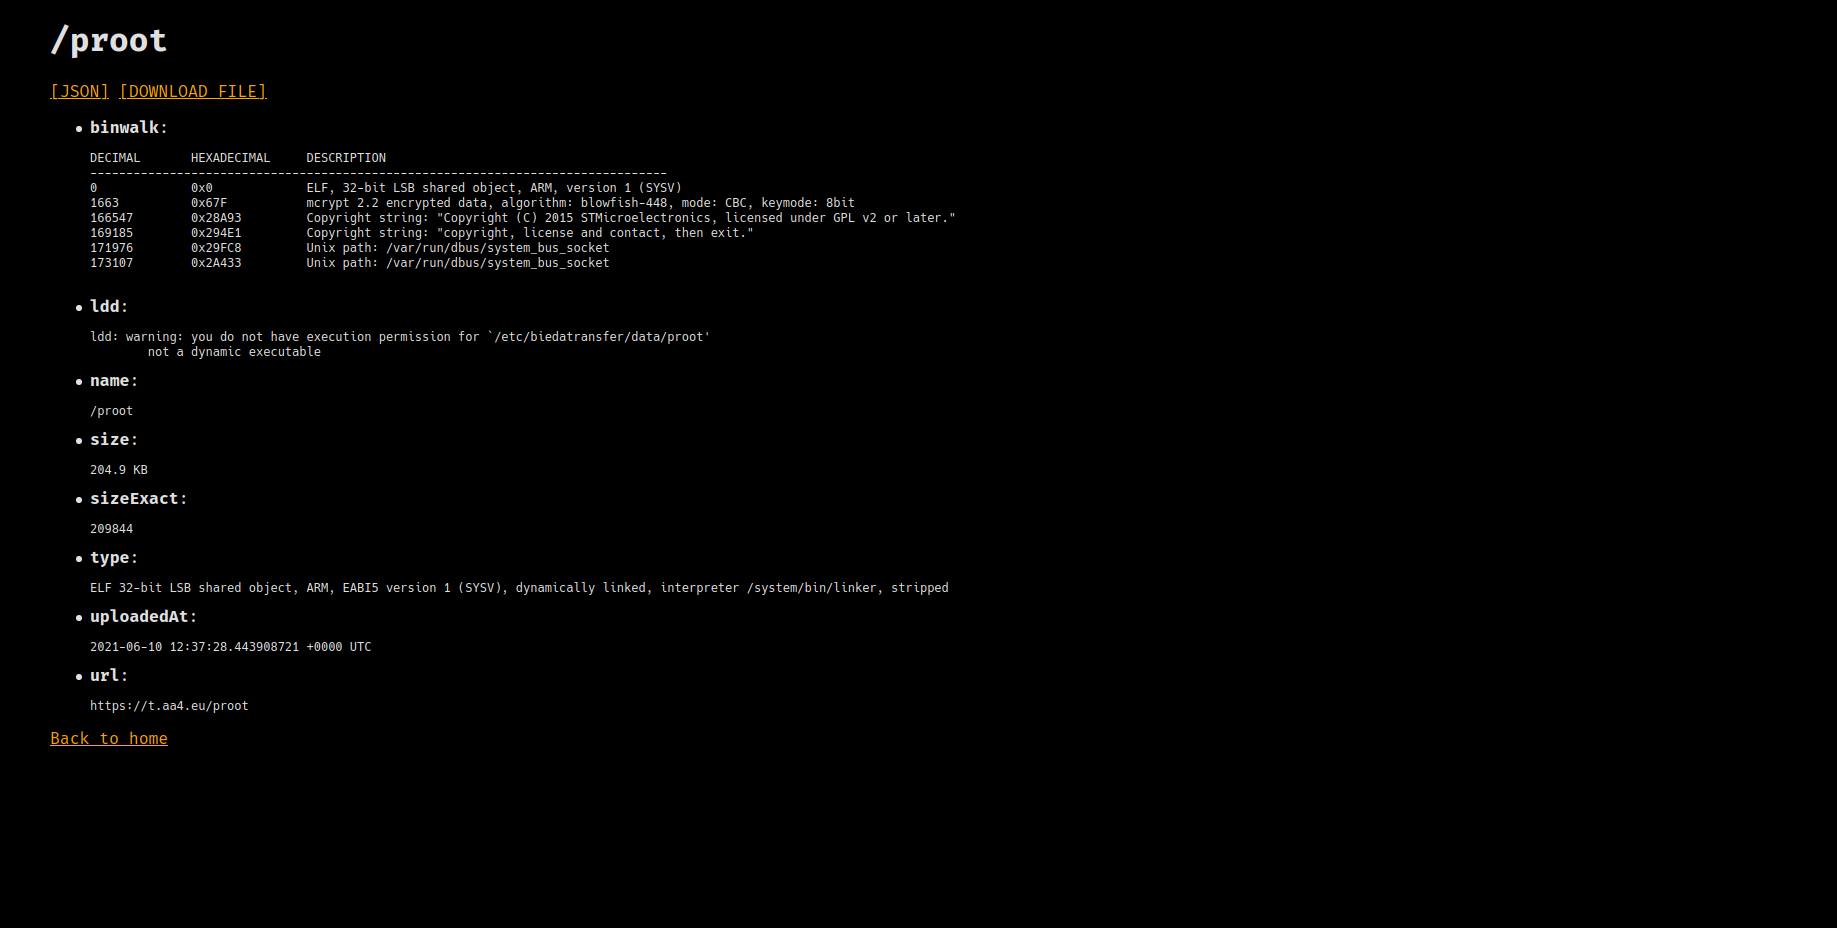 /proot
[JSON] [DOWNLOAD FILE]
• binwalk:
DECIMAL       HEXADECIMAL     DESCRIPTION
--------------------------------------------------------------------------------
0             0x0             ELF, 32-bit LSB shared object, ARM, version 1 (SYSV)
1663          0x67F           mcrypt 2.2 encrypted data, algorithm: blowfish-448, mode: CBC, keymode: 8bit
166547        0x28A93         Copyright string: "Copyright (C) 2015 STMicroelectronics, licensed under GPL v2 or later."
169185        0x294E1         Copyright string: "copyright, license and contact, then exit."
171976        0x29FC8         Unix path: /var/run/dbus/system_bus_socket
173107        0x2A433         Unix path: /var/run/dbus/system_bus_socket
• ldd:
ldd: warning: you do not have execution permission for `/etc/biedatransfer/data/proot'
        not a dynamic executable
• name:
/proot
• size:
204.9 KB
• sizeExact:
209844
• type:
ELF 32-bit LSB shared object, ARM, EABI5 version 1 (SYSV), dynamically linked, interpreter /system/bin/linker, stripped
• uploadedAt:
2021-06-10 12:37:28.443908721 +0000 UTC
• url:
https://t.aa4.eu/proot
Back to home